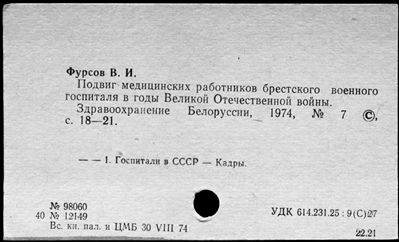 Фурсов В. И.
Подвиг медицинских работников брестского военного
госпиталя в годы Великой Отечественной войны.
Здравоохранение Белоруссии, 1974, № 7 ©,
с. 18—21.
— — 1. Госпитали в СССР — Кадры.
№ 98060
40 № 12149
Вс. кн. пал. и ЦМБ 30 VIII 74
УДК 614.231.25 : 9(С)27
22.21